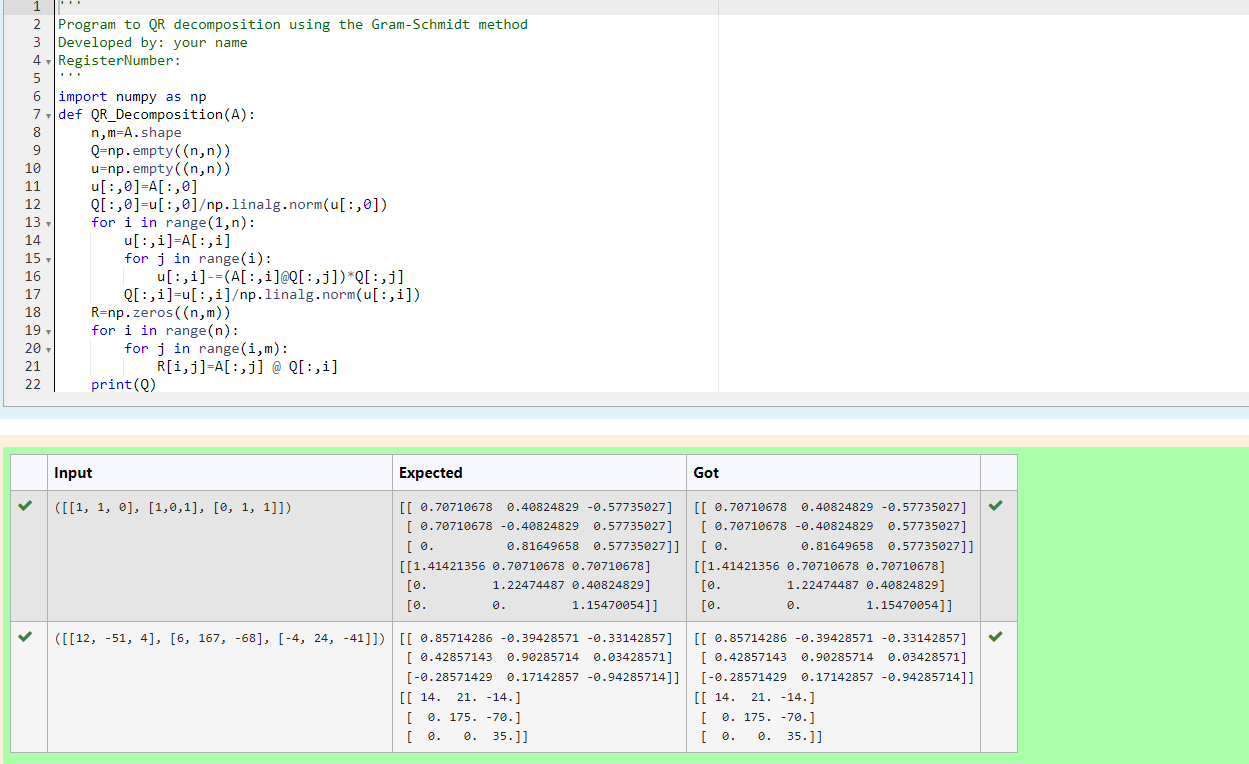 1 '''
2 Program to QR decomposition using the Gram-Schmidt method
3 Developed by: your name
4 RegisterNumber:
5 '''
6 import numpy as np
7 def QR_Decomposition(A):
8     n,m=A.shape
9     Q=np.empty((n,n))
10     u=np.empty((n,n))
11     u[:,0]=A[:,0]
12     Q[:,0]=u[:,0]/np.linalg.norm(u[:,0])
13     for i in range(1,n):
14         u[:,i]=A[:,i]
15         for j in range(i):
16             u[:,i]-=(A[:,i]@Q[:,j])*Q[:,j]
17         Q[:,i]=u[:,i]/np.linalg.norm(u[:,i])
18     R=np.zeros((n,m))
19     for i in range(n):
20         for j in range(i,m):
21             R[i,j]=A[:,j] @ Q[:,i]
22     print(Q)
Input Expected Got
([[1, 1, 0], [1,0,1], [0, 1, 1]])
[[ 0.70710678  0.40824829 -0.57735027]
[ 0.70710678 -0.40824829  0.57735027]
[ 0.          0.81649658  0.57735027]]
[[1.41421356 0.70710678 0.70710678]
[0.         1.22474487 0.40824829]
[0.         0.         1.15470054]]
[[ 0.70710678  0.40824829 -0.57735027]
[ 0.70710678 -0.40824829  0.57735027]
[ 0.          0.81649658  0.57735027]]
[[1.41421356 0.70710678 0.70710678]
[0.         1.22474487 0.40824829]
[0.         0.         1.15470054]]
([[12, -51, 4], [6, 167, -68], [-4, 24, -41]])
[[ 0.85714286 -0.39428571 -0.33142857]
[ 0.42857143  0.90285714  0.03428571]
[-0.28571429  0.17142857 -0.94285714]]
[[ 14.  21. -14.]
[  0. 175. -70.]
[  0.   0.  35.]]
[[ 0.85714286 -0.39428571 -0.33142857]
[ 0.42857143  0.90285714  0.03428571]
[-0.28571429  0.17142857 -0.94285714]]
[[ 14.  21. -14.]
[  0. 175. -70.]
[  0.   0.  35.]]